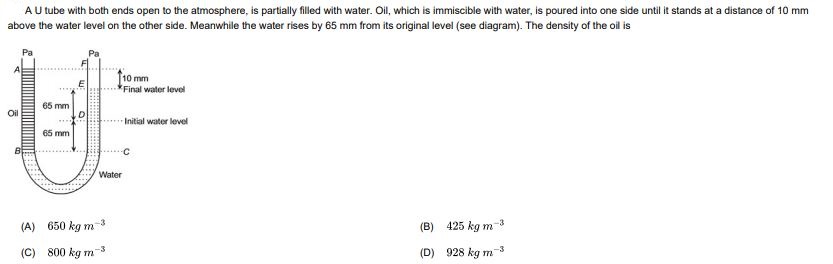 A U tube with both ends open to the atmosphere, is partially filled with water. Oil, which is immiscible with water, is poured into one side until it stands at a distance of 10 mm
above the water level on the other side. Meanwhile the water rises by 65 mm from its original level (see diagram). The density of the oil is
Pa Pa
A F
10 mm
E Final water level
65 mm
Oil D Initial water level
65 mm
B C
Water
(A) 650 kg m⁻³ (B) 425 kg m⁻³
(C) 800 kg m⁻³ (D) 928 kg m⁻³